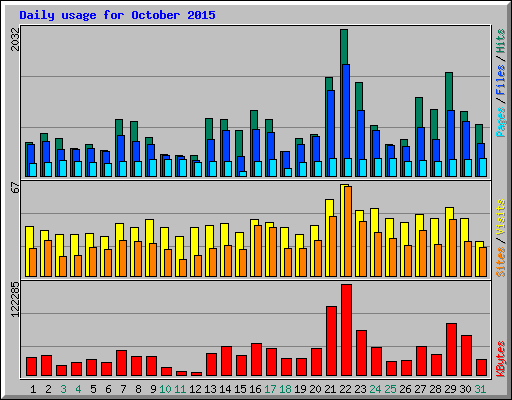 Daily usage for October 2015
2032
Pages / Files / Hits
67
Sites / Visits
122285
KBytes
1 2 3 4 5 6 7 8 9 10 11 12 13 14 15 16 17 18 19 20 21 22 23 24 25 26 27 28 29 30 31